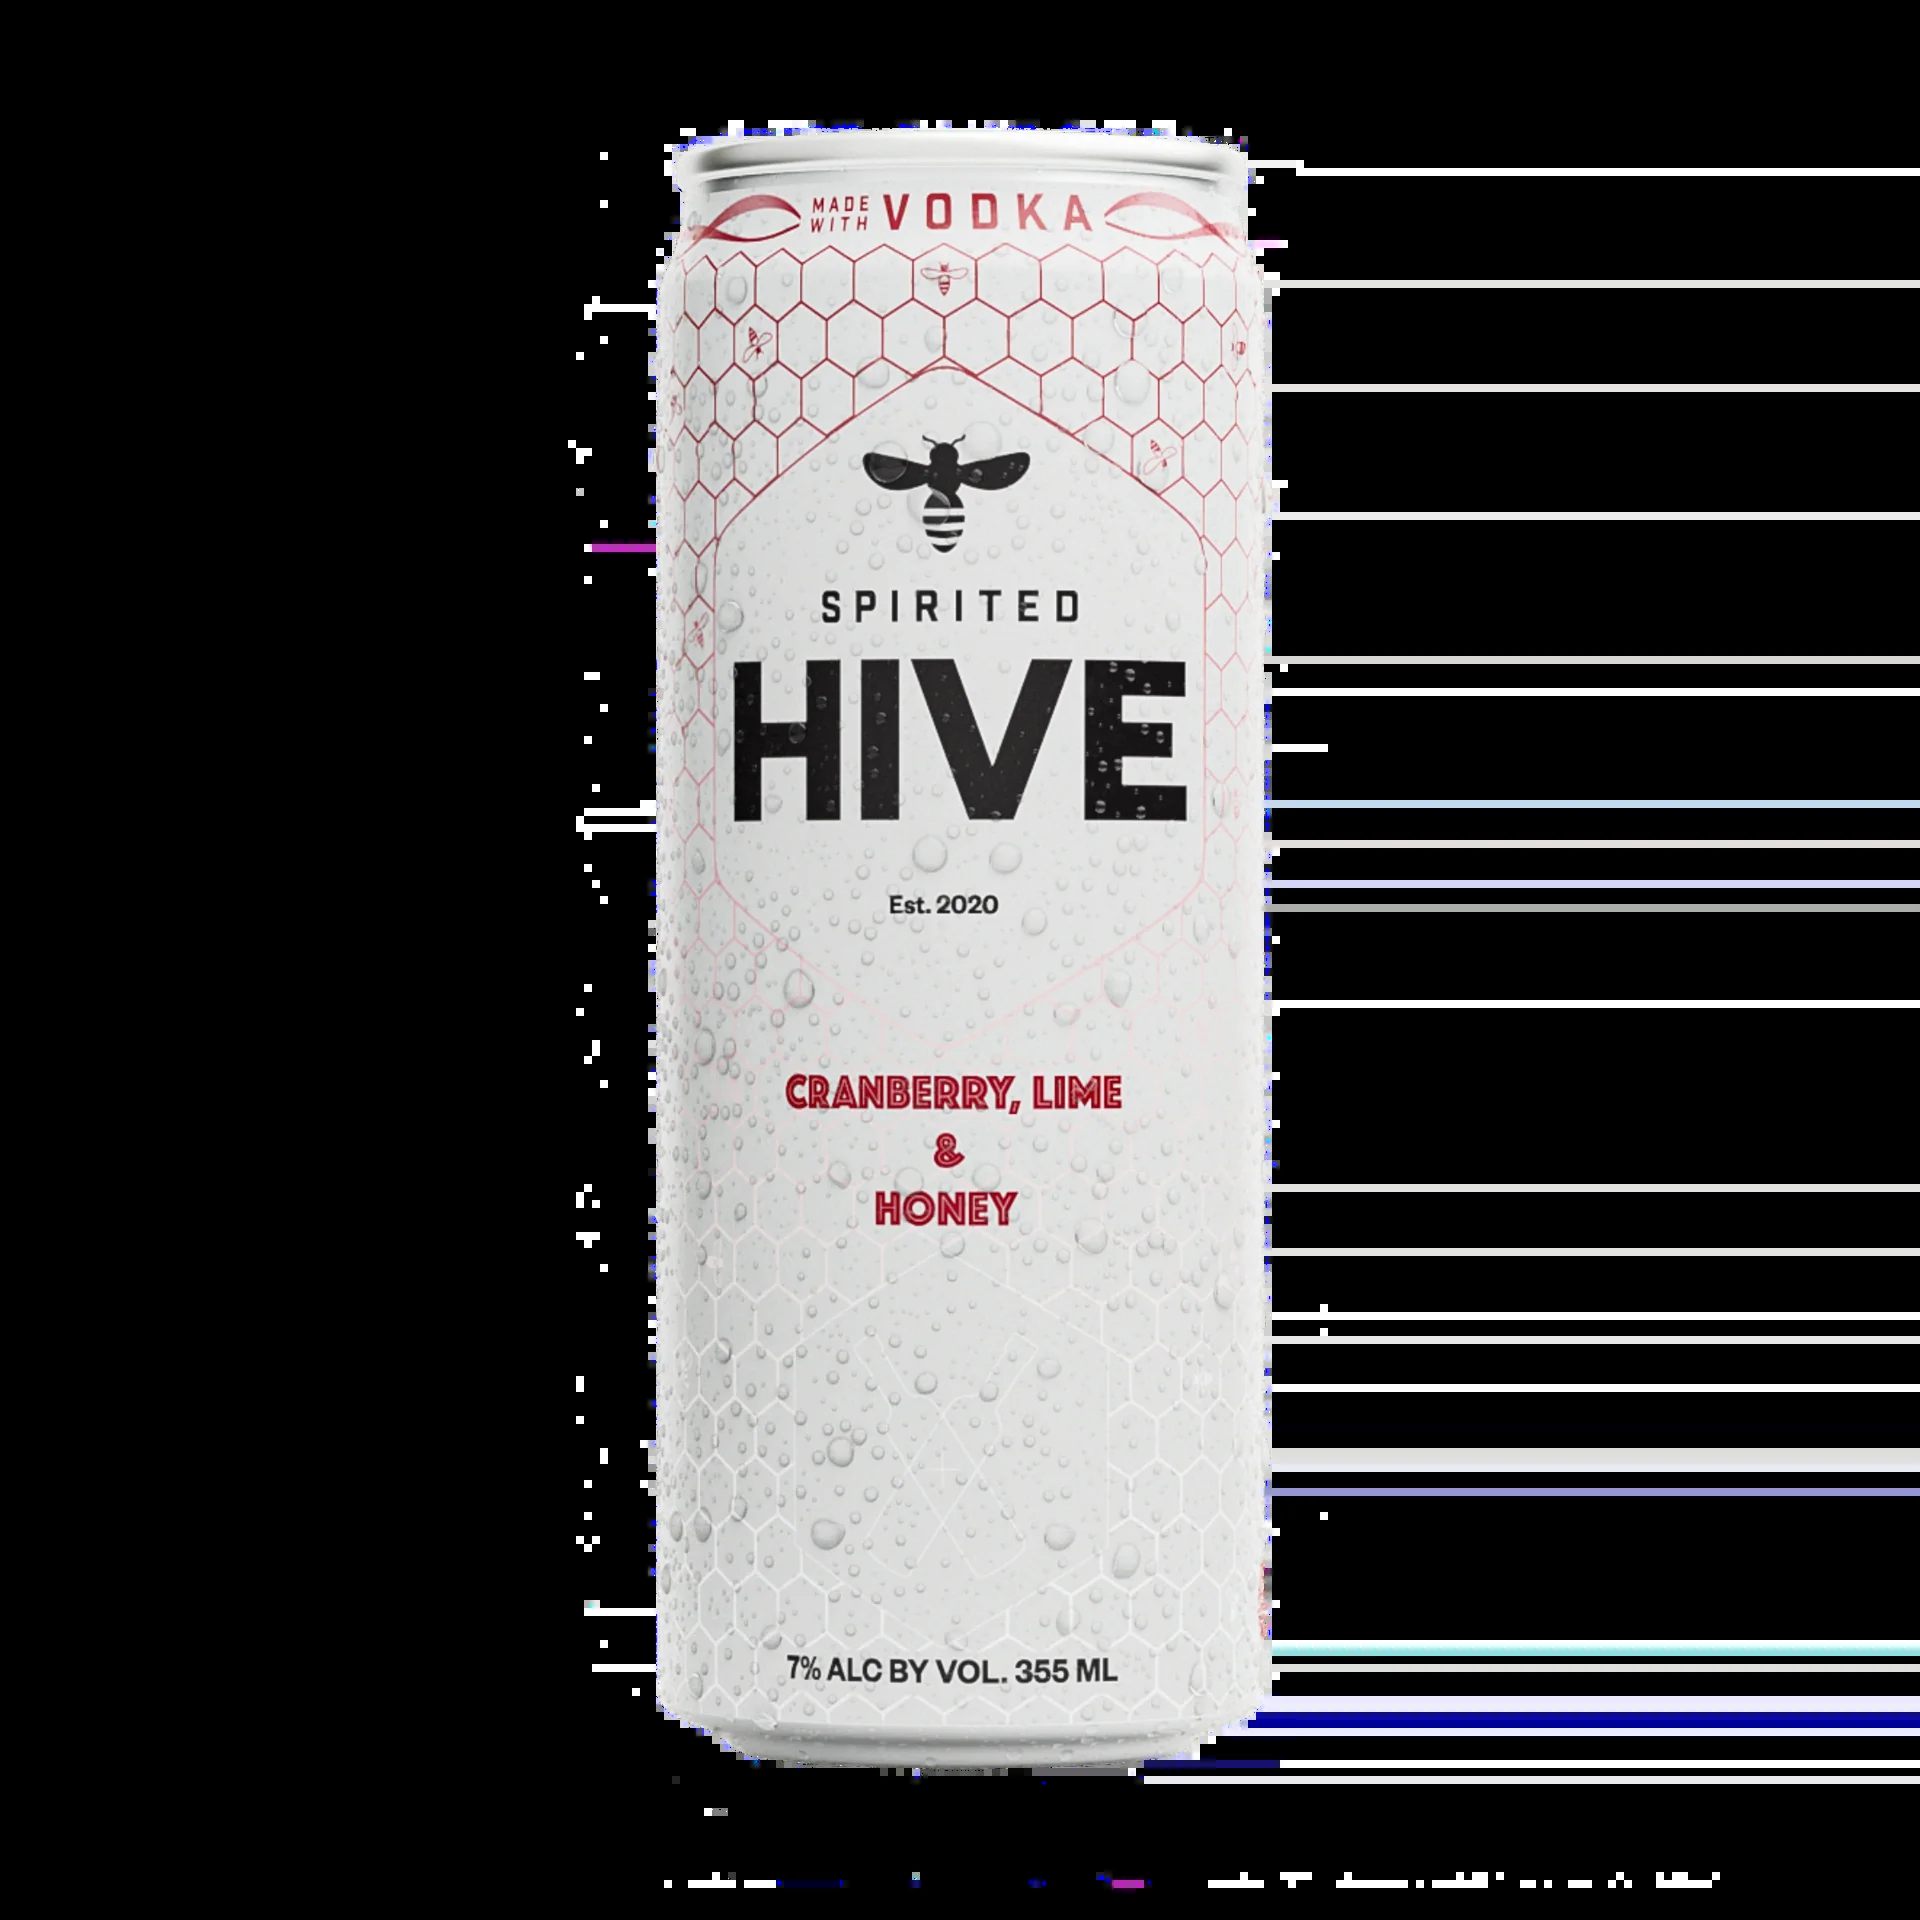 MADE WITH VODKA
SPIRITED
HIVE
Est. 2020
CRANBERRY, LIME
&
HONEY
7% ALC BY VOL. 355 ML